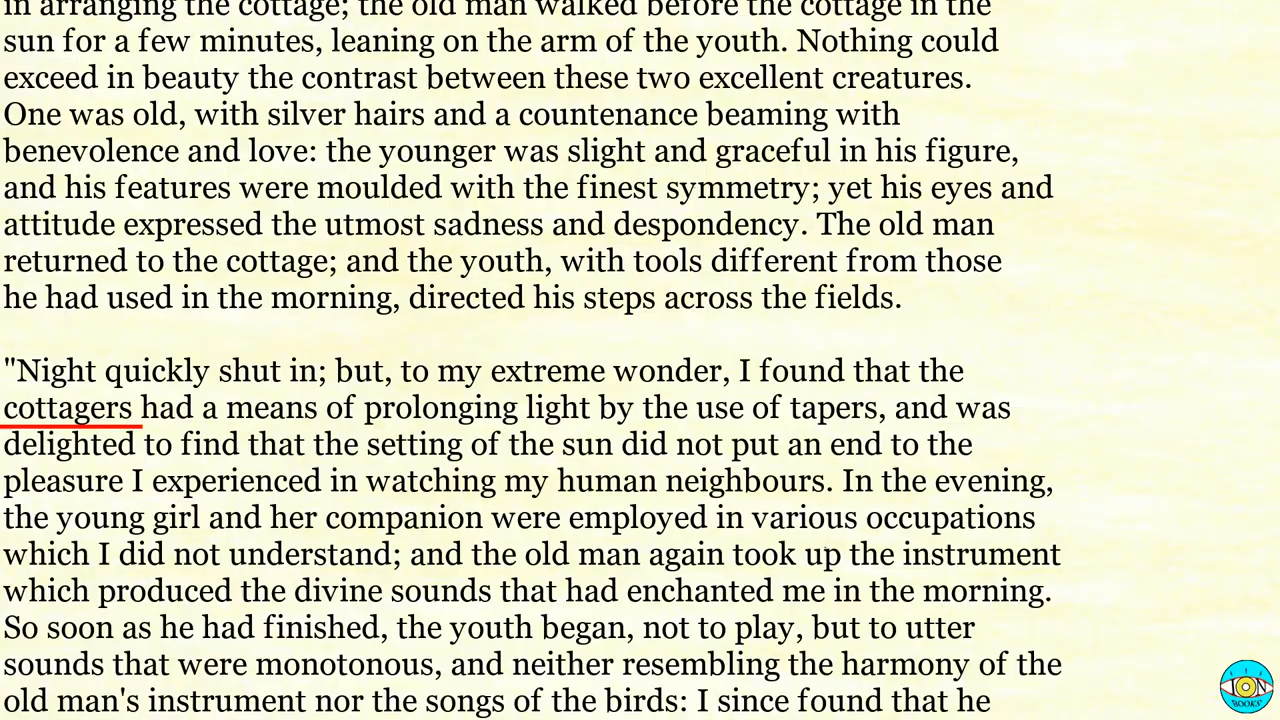 in arranging the cottage; the old man walked before the cottage in the
sun for a few minutes, leaning on the arm of the youth. Nothing could
exceed in beauty the contrast between these two excellent creatures.
One was old, with silver hairs and a countenance beaming with
benevolence and love: the younger was slight and graceful in his figure,
and his features were moulded with the finest symmetry; yet his eyes and
attitude expressed the utmost sadness and despondency. The old man
returned to the cottage; and the youth, with tools different from those
he had used in the morning, directed his steps across the fields.
"Night quickly shut in; but, to my extreme wonder, I found that the
cottagers had a means of prolonging light by the use of tapers, and was
delighted to find that the setting of the sun did not put an end to the
pleasure I experienced in watching my human neighbours. In the evening,
the young girl and her companion were employed in various occupations
which I did not understand; and the old man again took up the instrument
which produced the divine sounds that had enchanted me in the morning.
So soon as he had finished, the youth began, not to play, but to utter
sounds that were monotonous, and neither resembling the harmony of the
old man's instrument nor the songs of the birds: I since found that he
ION
BOOKS